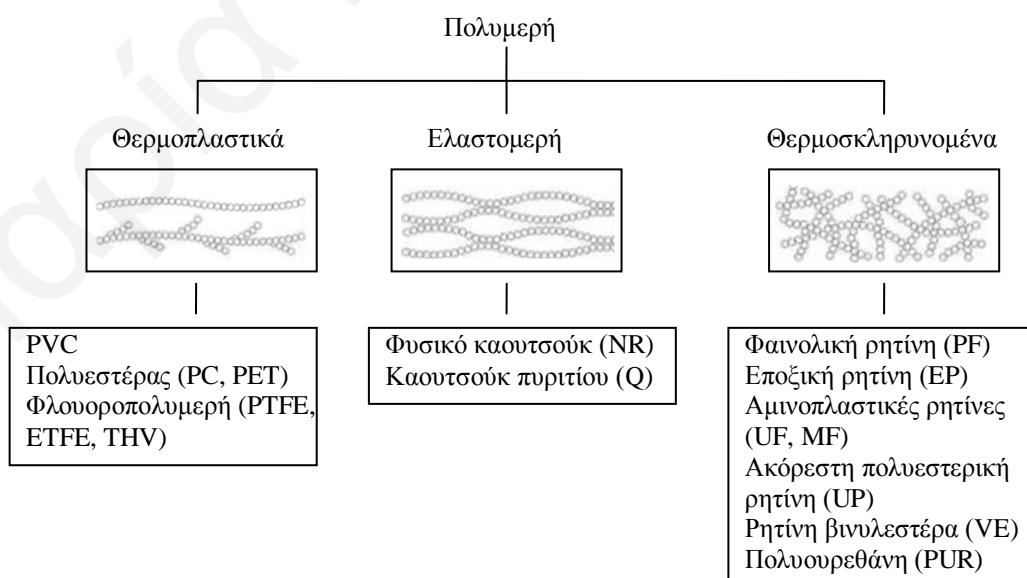 Πολυμερή
Θερμοπλαστικά
Ελαστομερή
Θερμοσκληρυνομένα
PVC
Πολυεστέρας (PC, PET)
Φλουοροπολυμερή (PTFE,
ETFE, THV)
Φυσικό καουτσούκ (NR)
Καουτσούκ πυριτίου (Q)
Φαινολική ρητίνη (PF)
Εποξική ρητίνη (EP)
Αμινοπλαστικές ρητίνες
(UF, MF)
Ακόρεστη πολυεστερική
ρητίνη (UP)
Ρητίνη βινυλεστέρα (VE)
Πολυουρεθάνη (PUR)